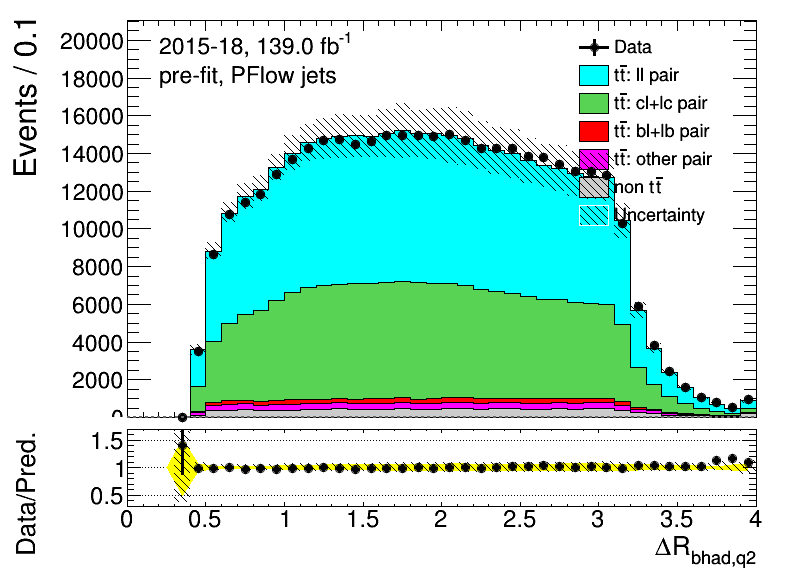 Events / 0.1
20000
18000
16000
14000
12000
10000
8000
6000
4000
2000
0
2015-18, 139.0 fb⁻¹
pre-fit, PFlow jets
Data
tt̄: ll pair
tt̄: cl+lc pair
tt̄: bl+lb pair
tt̄: other pair
non tt̄
Uncertainty
Data/Pred.
1.5
1
0.5
0 0.5 1 1.5 2 2.5 3 3.5 4
ΔR_bhad,q2